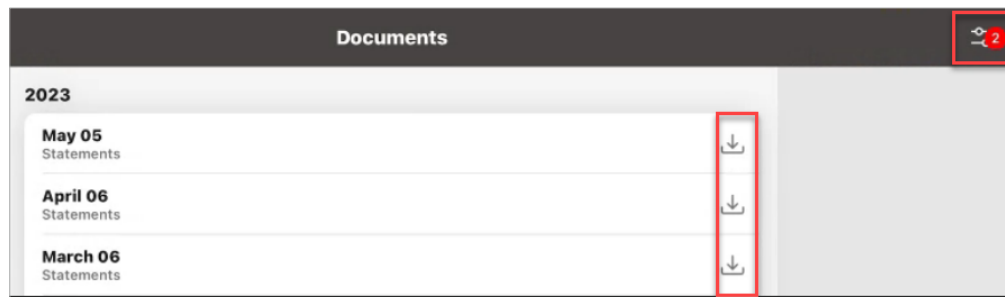 Documents
2
2023
May 05
Statements
April 06
Statements
March 06
Statements